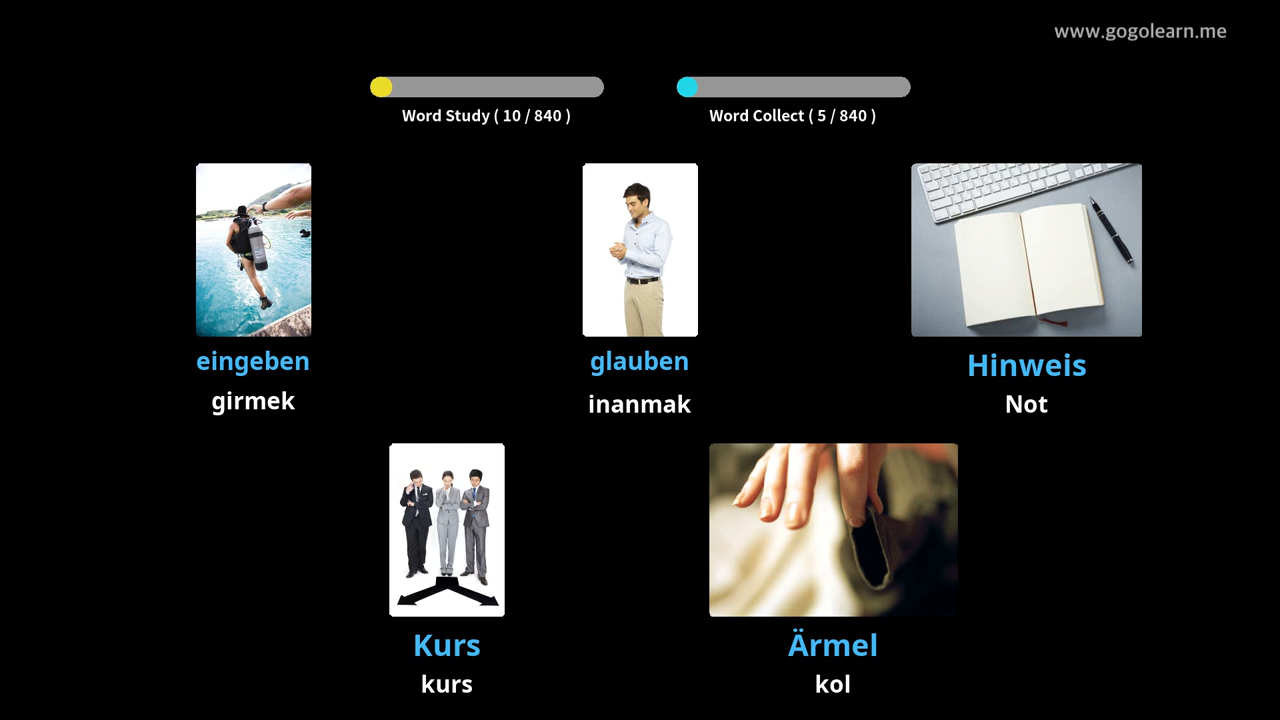 www.gogolearn.me
Word Study ( 10 / 840 )
Word Collect ( 5 / 840 )
eingeben
glauben
Hinweis
girmek
inanmak
Not
Kurs
Ärmel
kurs
kol